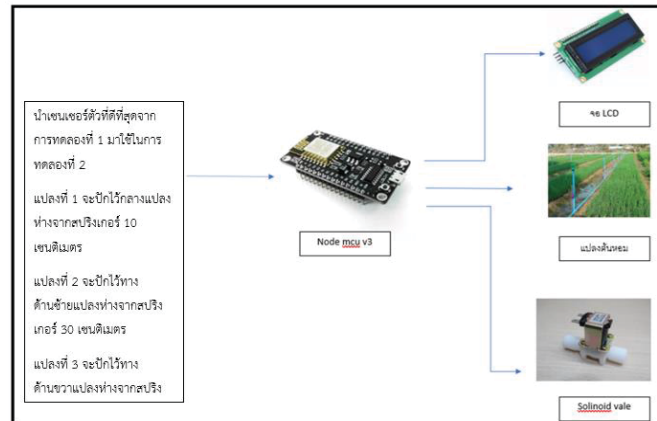 นำเซนเซอร์ตัวที่ดีที่สุดจาก
การทดลองที่ 1 มาใช้ในการ
ทดลองที่ 2
แปลงที่ 1 จะปักไว้กลางแปลง
ห่างจากสปริงเกอร์ 10
เซนติเมตร
แปลงที่ 2 จะปักไว้ทาง
ด้านซ้ายแปลงห่างจากสปริง
เกอร์ 30 เซนติเมตร
แปลงที่ 3 จะปักไว้ทาง
ด้านขวาแปลงห่างจากสปริง
Node mcu v3
จอ LCD
แปลงต้นหอม
Solinoid vale